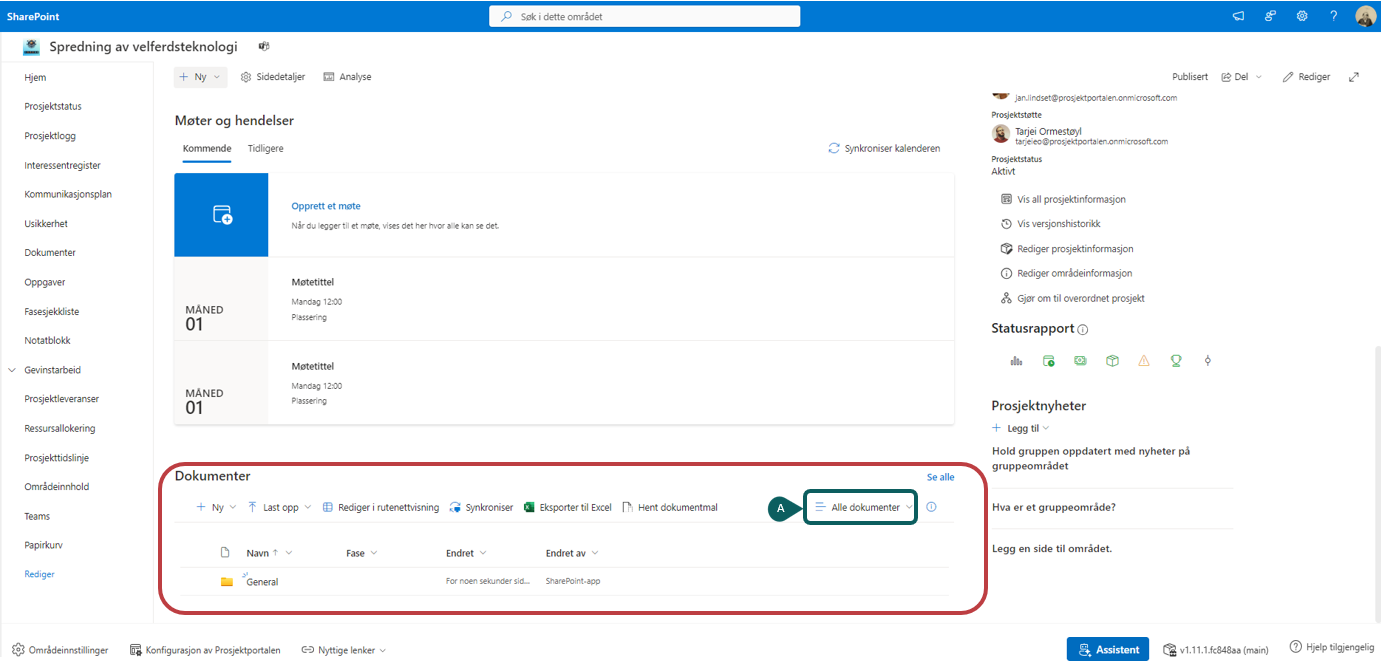 SharePoint
Søk i dette området
?
Spredning av velferdsteknologi
Hjem
Prosjektstatus
Prosjektlogg
Interessentregister
Kommunikasjonsplan
Usikkerhet
Dokumenter
Oppgaver
Fasesjekkliste
Notatblokk
Gevinstarbeid
Prosjektleveranser
Ressursallokering
Prosjekttidslinje
Områdeinnhold
Teams
Papirkurv
Rediger
+ Ny Sidedetaljer Analyse
Publisert Del Rediger
Møter og hendelser
Kommende Tidligere
Synkroniser kalenderen
Opprett et møte
Når du legger til et møte, vises det her hvor alle kan se det.
MÅNED
01
Møtetittel
Mandag 12:00
Plassering
MÅNED
01
Møtetittel
Mandag 12:00
Plassering
Dokumenter
Se alle
+ Ny Last opp Rediger i rutenettvisning Synkroniser Eksporter til Excel Hent dokumentmal
A
Alle dokumenter
Navn ↑ Fase Endret Endret av
General For noen sekunder sid... SharePoint-app
jan.lindset@prosjektportalen.onmicrosoft.com
Prosjektstøtte
Tarjei Ormestøyl
tarjeieo@prosjektportalen.onmicrosoft.com
Prosjektstatus
Aktivt
Vis all prosjektinformasjon
Vis versjonshistorikk
Rediger prosjektinformasjon
Rediger områdeinformasjon
Gjør om til overordnet prosjekt
Statusrapport
Prosjektnyheter
+ Legg til
Hold gruppen oppdatert med nyheter på
gruppeområdet
Hva er et gruppeområde?
Legg en side til området.
Områdeinnstillinger
Konfigurasjon av Prosjektportalen
Nyttige lenker
Assistent
v1.11.1.fc848aa (main)
Hjelp tilgjengelig